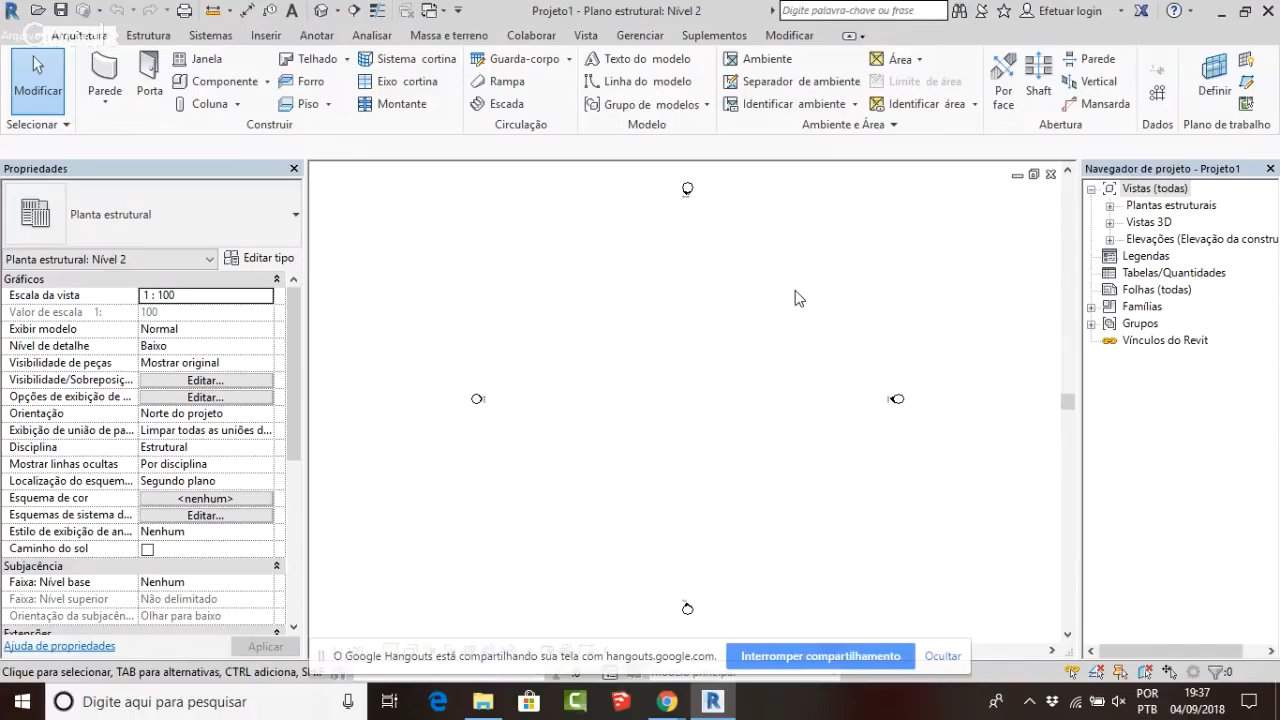 Projeto1 - Plano estrutural: Nível 2
Digite palavra-chave ou frase
Efetuar login
Estrutura Sistemas Inserir Anotar Analisar Massa e terreno Colaborar Vista Gerenciar Suplementos Modificar
Modificar
Selecionar
Parede
Porta
Janela
Componente
Coluna
Telhado
Forro
Piso
Sistema cortina
Eixo cortina
Montante
Construir
Guarda-corpo
Rampa
Escada
Circulação
Texto do modelo
Linha do modelo
Grupo de modelos
Modelo
Ambiente
Separador de ambiente
Identificar ambiente
Área
Limite de área
Identificar área
Ambiente e Área
Por face
Shaft
Parede
Vertical
Mansarda
Abertura
Dados
Definir
Plano de trabalho
Propriedades
Planta estrutural
Planta estrutural: Nível 2
Editar tipo
Gráficos
Escala da vista 1 : 100
Valor de escala 1: 100
Exibir modelo Normal
Nível de detalhe Baixo
Visibilidade de peças Mostrar original
Visibilidade/Sobreposiç... Editar...
Opções de exibição de ... Editar...
Orientação Norte do projeto
Exibição de união de pa... Limpar todas as uniões d...
Disciplina Estrutural
Mostrar linhas ocultas Por disciplina
Localização do esquem... Segundo plano
Esquema de cor <nenhum>
Esquemas de sistema d... Editar...
Estilo de exibição de an... Nenhum
Caminho do sol
Subjacência
Faixa: Nível base Nenhum
Faixa: Nível superior Não delimitado
Orientação da subjacên... Olhar para baixo
Extensões
Ajuda de propriedades
Aplicar
Navegador de projeto - Projeto1
Vistas (todas)
Plantas estruturais
Vistas 3D
Elevações (Elevação da constru
Legendas
Tabelas/Quantidades
Folhas (todas)
Famílias
Grupos
Vínculos do Revit
O Google Hangouts está compartilhando sua tela com hangouts.google.com.
Interromper compartilhamento
Ocultar
Clique para selecionar, TAB para alternativas, CTRL adiciona,
:0
Digite aqui para pesquisar
POR
PTB
19:37
04/09/2018